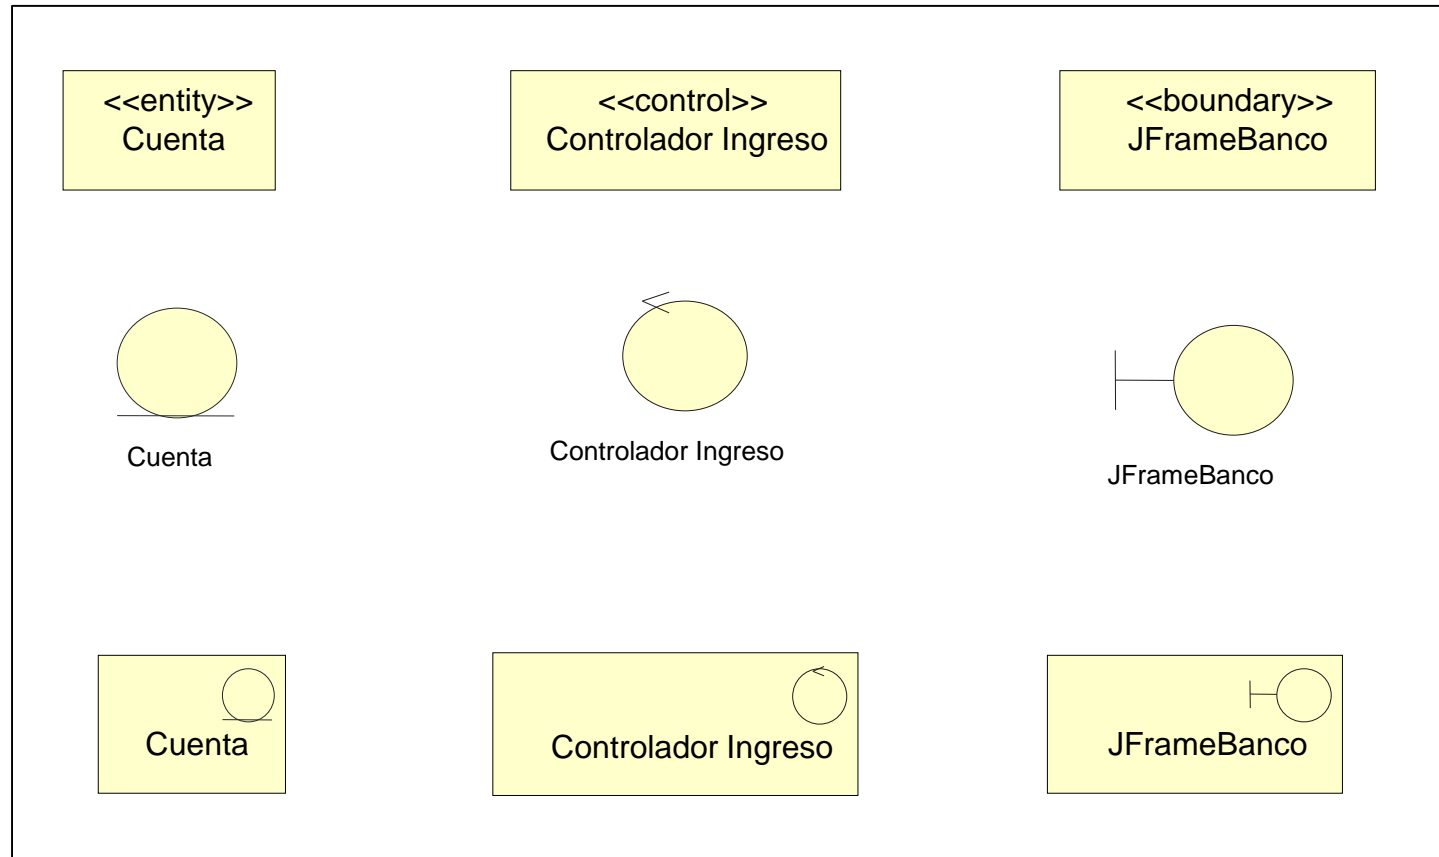 <<entity>>
Cuenta
<<control>>
Controlador Ingreso
<<boundary>>
JFrameBanco
Cuenta
Controlador Ingreso
JFrameBanco
Cuenta
Controlador Ingreso
JFrameBanco